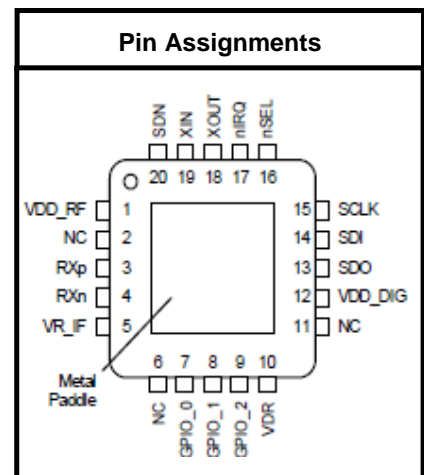 Pin Assignments
SDN
XIN
XOUT
nIRQ
nSEL
20 19 18 17 16
VDD_RF 1
NC 2
RXp 3
RXn 4
VR_IF 5
15 SCLK
14 SDI
13 SDO
12 VDD_DIG
11 NC
6 7 8 9 10
Metal
Paddle
NC
GPIO_0
GPIO_1
GPIO_2
VDR